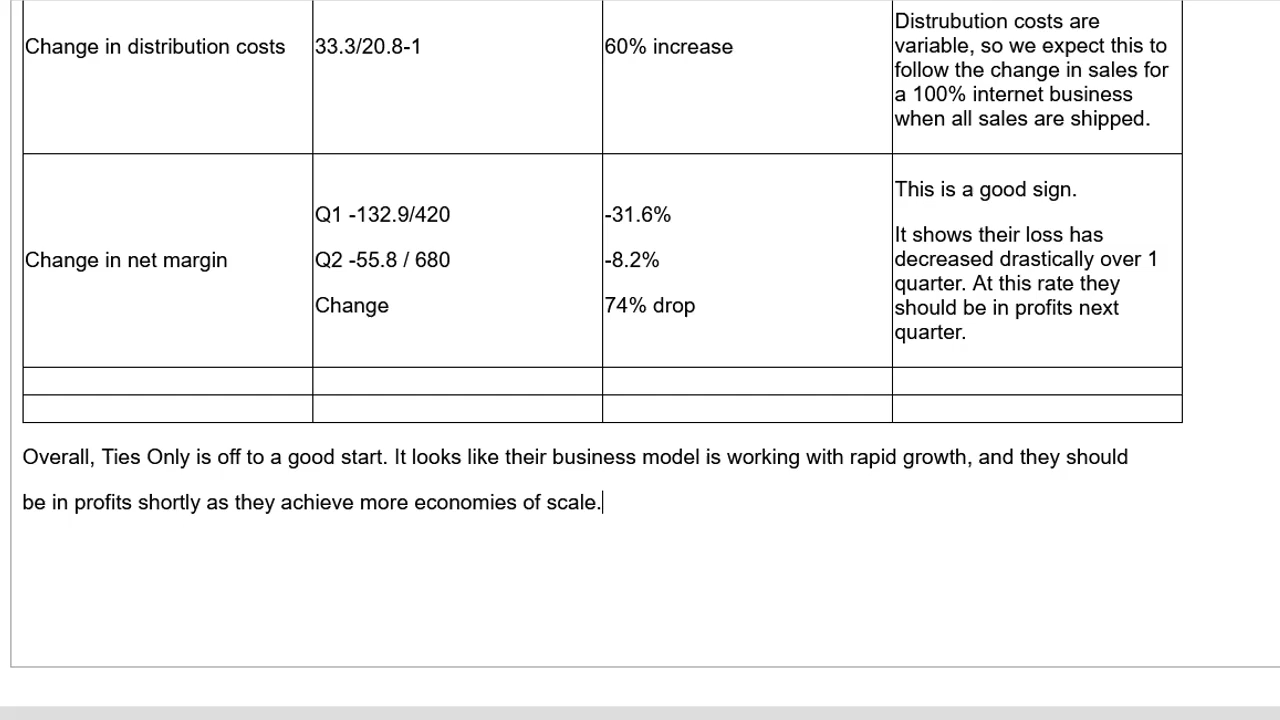 Change in distribution costs
33.3/20.8-1
60% increase
Distrubution costs are
variable, so we expect this to
follow the change in sales for
a 100% internet business
when all sales are shipped.
Change in net margin
Q1 -132.9/420
Q2 -55.8 / 680
Change
-31.6%
-8.2%
74% drop
This is a good sign.
It shows their loss has
decreased drastically over 1
quarter. At this rate they
should be in profits next
quarter.
Overall, Ties Only is off to a good start. It looks like their business model is working with rapid growth, and they should
be in profits shortly as they achieve more economies of scale.